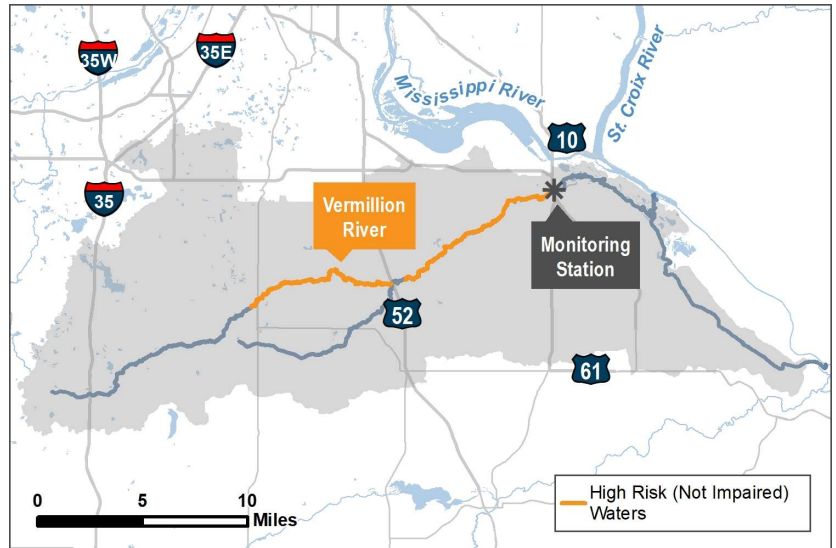 35W
35E
Mississippi River
St. Croix River
10
35
Vermillion
River
Monitoring
Station
52
61
0
5
10
Miles
High Risk (Not Impaired)
Waters